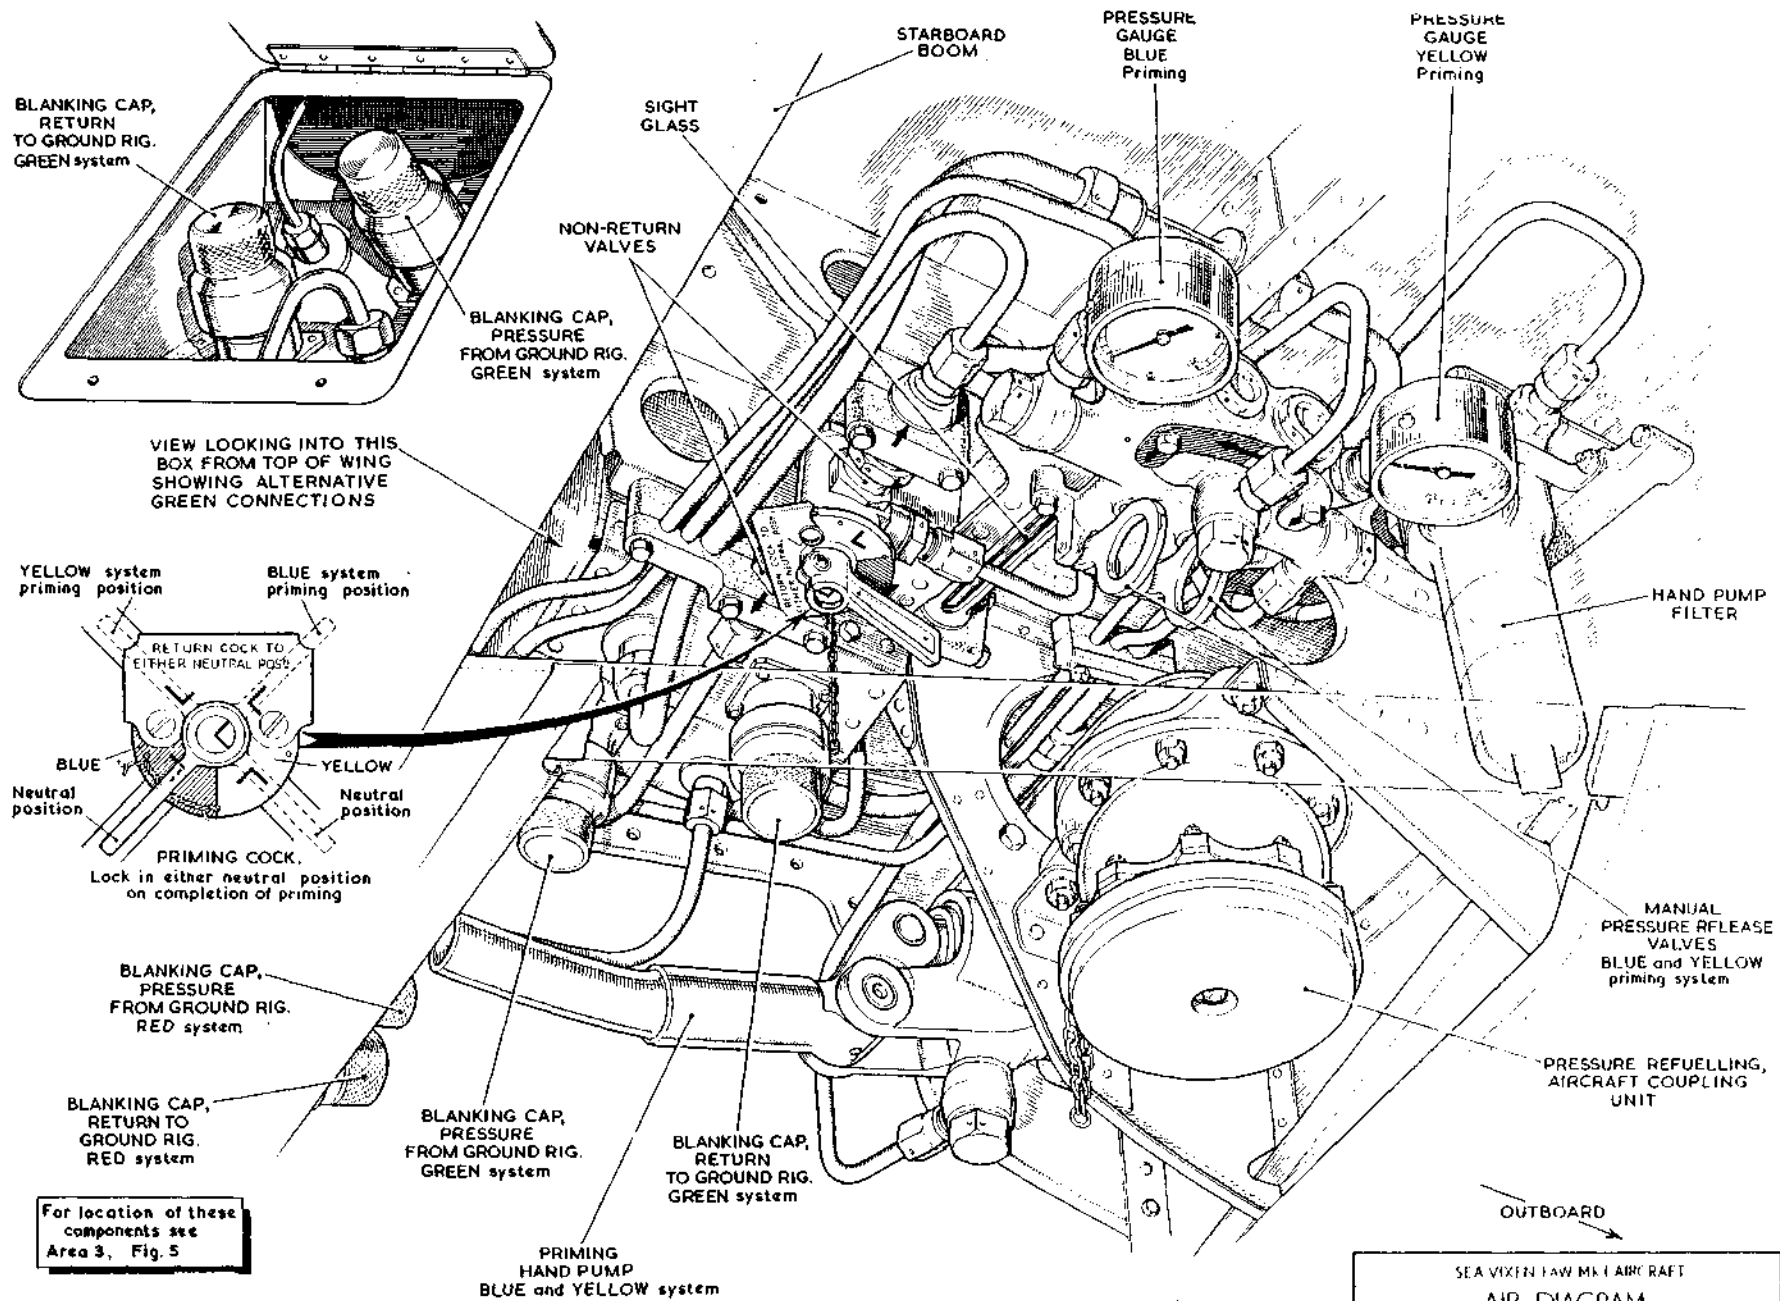 BLANKING CAP,
RETURN
TO GROUND RIG.
GREEN system
BLANKING CAP,
PRESSURE
FROM GROUND RIG.
GREEN system
STARBOARD
BOOM
SIGHT
GLASS
NON-RETURN
VALVES
PRESSURE
GAUGE
BLUE
Priming
PRESSURE
GAUGE
YELLOW
Priming
VIEW LOOKING INTO THIS
BOX FROM TOP OF WING
SHOWING ALTERNATIVE
GREEN CONNECTIONS
YELLOW system
priming position
BLUE system
priming position
RETURN COCK TO
EITHER NEUTRAL POSN
BLUE
YELLOW
Neutral
position
Neutral
position
PRIMING COCK,
Lock in either neutral position
on completion of priming
HAND PUMP
FILTER
MANUAL
PRESSURE RELEASE
VALVES
BLUE and YELLOW
priming system
PRESSURE REFUELLING,
AIRCRAFT COUPLING
UNIT
BLANKING CAP,
PRESSURE
FROM GROUND RIG.
RED system
BLANKING CAP,
RETURN TO
GROUND RIG.
RED system
BLANKING CAP,
PRESSURE
FROM GROUND RIG.
GREEN system
BLANKING CAP,
RETURN
TO GROUND RIG.
GREEN system
PRIMING
HAND PUMP
BLUE and YELLOW system
For location of these
components see
Area 3, Fig. 5
OUTBOARD
SEA VIXEN FAW MK 1 AIRCRAFT
AIR DIAGRAM